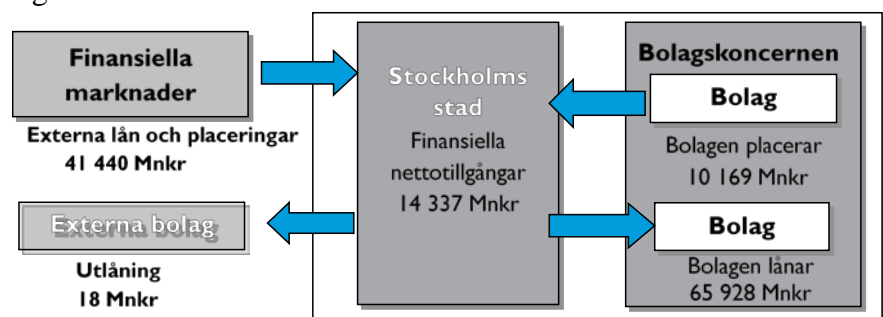 Finansiella
marknader
Externa lån och placeringar
41 440 Mnkr
Externa bolag
Utlåning
18 Mnkr
Stockholms
stad
Finansiella
nettotillgångar
14 337 Mnkr
Bolagskoncernen
Bolag
Bolagen placerar
10 169 Mnkr
Bolag
Bolagen lånar
65 928 Mnkr